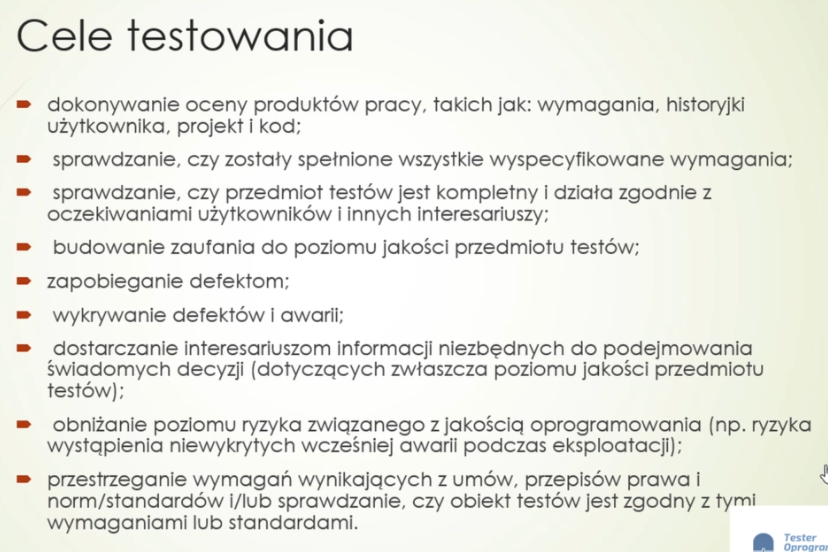 Cele testowania
dokonywanie oceny produktów pracy, takich jak: wymagania, historyjki
użytkownika, projekt i kod;
sprawdzanie, czy zostały spełnione wszystkie wyspecyfikowane wymagania;
sprawdzanie, czy przedmiot testów jest kompletny i działa zgodnie z
oczekiwaniami użytkowników i innych interesariuszy;
budowanie zaufania do poziomu jakości przedmiotu testów;
zapobieganie defektom;
wykrywanie defektów i awarii;
dostarczanie interesariuszom informacji niezbędnych do podejmowania
świadomych decyzji (dotyczących zwłaszcza poziomu jakości przedmiotu
testów);
obniżanie poziomu ryzyka związanego z jakością oprogramowania (np. ryzyka
wystąpienia niewykrytych wcześniej awarii podczas eksploatacji);
przestrzeganie wymagań wynikających z umów, przepisów prawa i
norm/standardów i/lub sprawdzanie, czy obiekt testów jest zgodny z tymi
wymaganiami lub standardami.
Tester